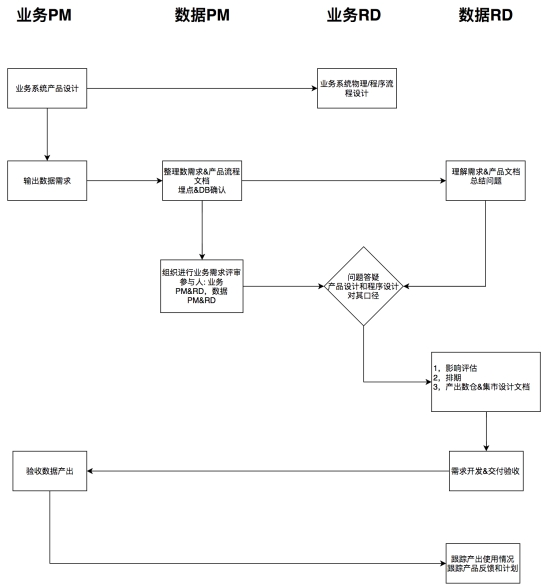 业务PM
数据PM
业务RD
数据RD
业务系统产品设计
业务系统物理/程序流
程设计
输出数据需求
整理数需求&产品流程
文档
埋点&DB确认
理解需求&产品文档
总结问题
组织进行业务需求评审
参与人: 业务
PM&RD，数据
PM&RD
问题答疑
产品设计和程序设计
对其口径
1，影响评估
2，排期
3，产出数仓&集市设计文档
验收数据产出
需求开发&交付验收
跟踪产出使用情况
跟踪产品反馈和计划